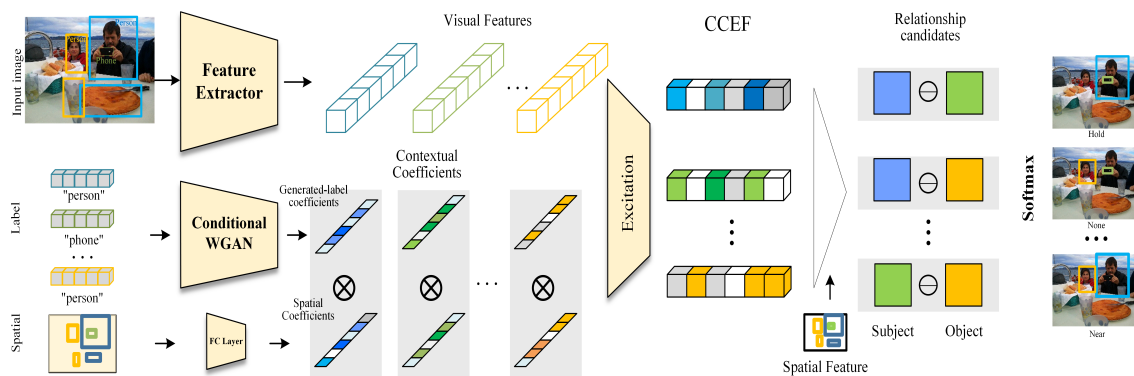 Input image
Person
Person
Phone
Feature
Extractor
Visual Features
. . .
CCEF
Relationship
candidates
Hold
Label
"person"
"phone"
. . .
"person"
Conditional
WGAN
Contextual
Coefficients
Generated-label
coefficients
Spatial
Coefficients
. . .
Spatial
FC Layer
Excitation
Spatial Feature
Subject
Object
Softmax
None
Near